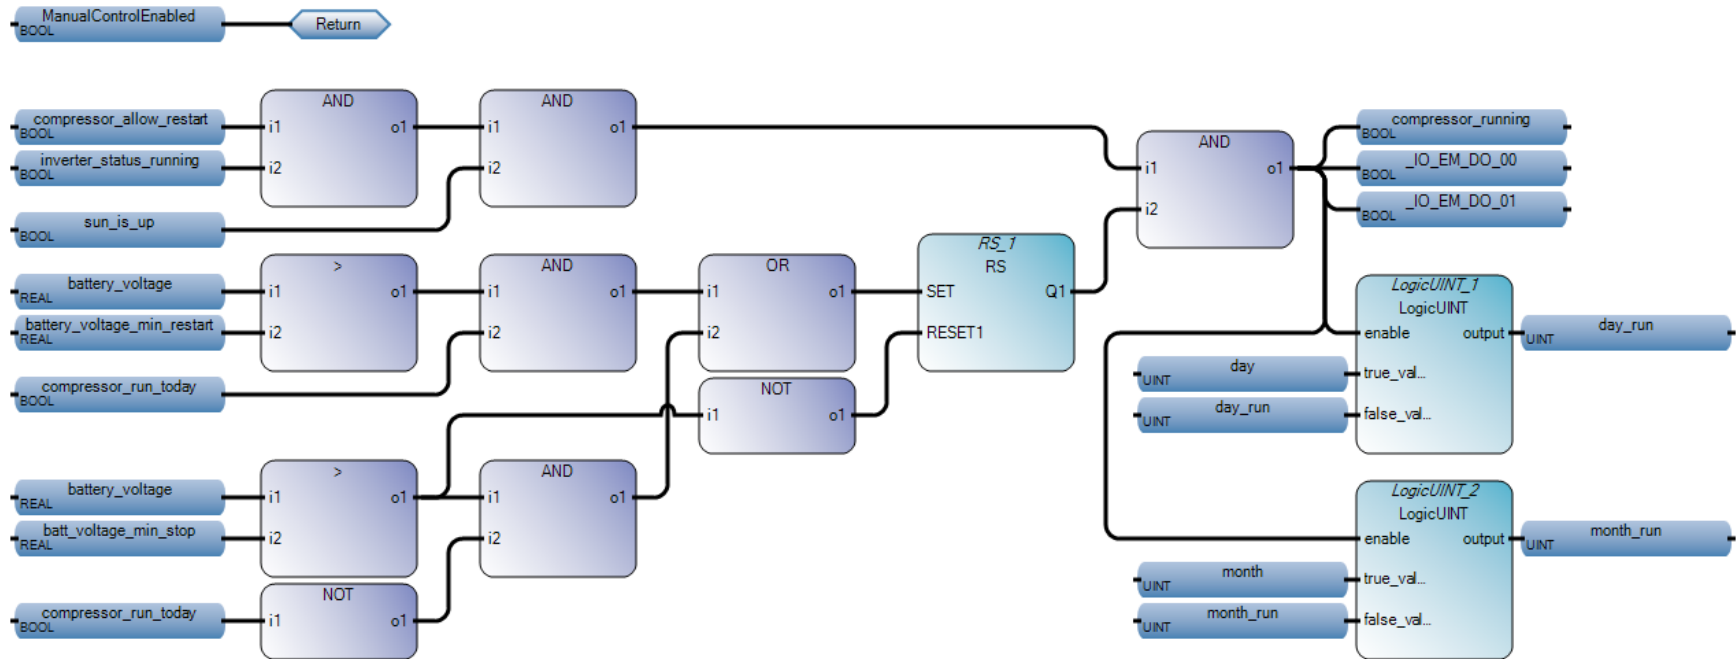 ManualControlEnabled
BOOL
Return
AND
compressor_allow_restart
BOOL
i1
o1
inverter_status_running
BOOL
i2
AND
i1
o1
i2
sun_is_up
BOOL
AND
i1
o1
i2
compressor_running
BOOL
_IO_EM_DO_00
BOOL
_IO_EM_DO_01
BOOL
>
battery_voltage
REAL
i1
o1
battery_voltage_min_restart
REAL
i2
AND
i1
o1
i2
compressor_run_today
BOOL
OR
i1
o1
i2
RS_1
RS
SET
Q1
RESET1
NOT
i1
o1
LogicUINT_1
LogicUINT
enable
output
day_run
UINT
day
UINT
true_val...
day_run
UINT
false_val...
>
battery_voltage
REAL
i1
o1
batt_voltage_min_stop
REAL
i2
AND
i1
o1
i2
NOT
compressor_run_today
BOOL
i1
o1
LogicUINT_2
LogicUINT
enable
output
month_run
UINT
month
UINT
true_val...
month_run
UINT
false_val...